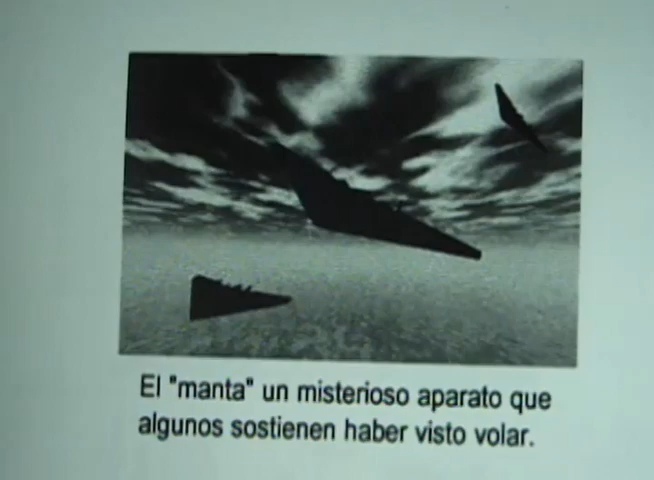 El "manta" un misterioso aparato que
algunos sostienen haber visto volar.